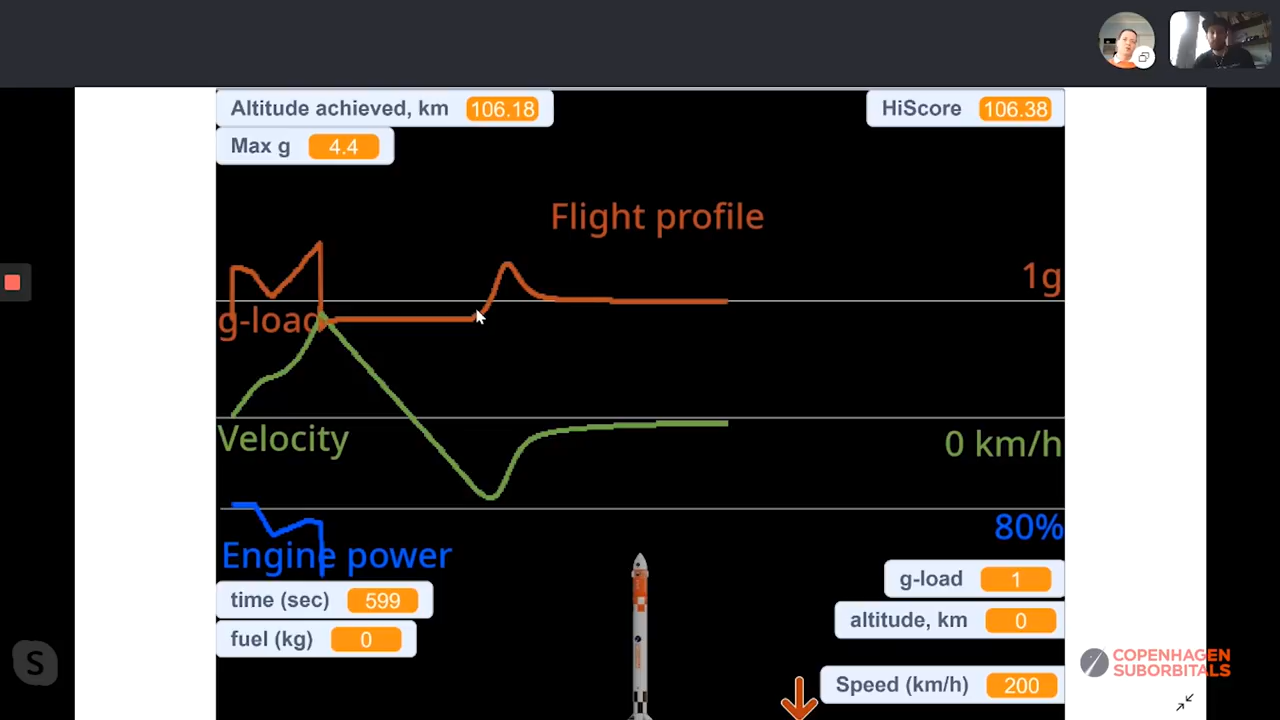 Altitude achieved, km 106.18
HiScore 106.38
Max g 4.4
Flight profile
1g
g-load
Velocity
0 km/h
80%
Engine power
g-load 1
time (sec) 599
altitude, km 0
fuel (kg) 0
S
COPENHAGEN
SUBORBITALS
Speed (km/h) 200